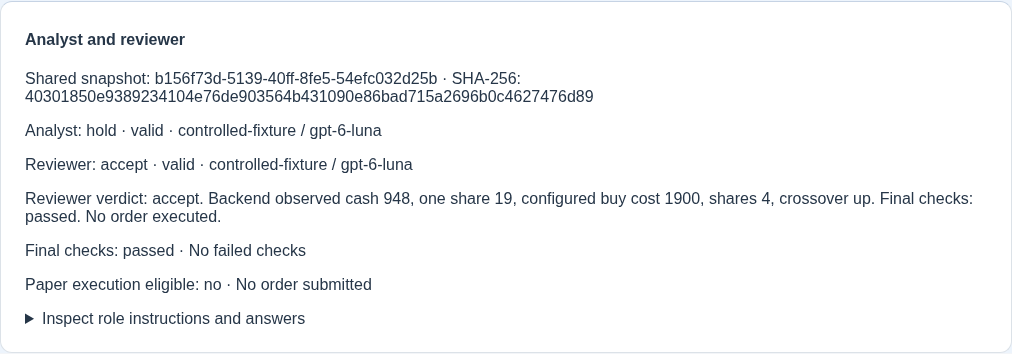 Analyst and reviewer
Shared snapshot: b156f73d-5139-40ff-8fe5-54efc032d25b · SHA-256:
40301850e9389234104e76de903564b431090e86bad715a2696b0c4627476d89
Analyst: hold · valid · controlled-fixture / gpt-6-luna
Reviewer: accept · valid · controlled-fixture / gpt-6-luna
Reviewer verdict: accept. Backend observed cash 948, one share 19, configured buy cost 1900, shares 4, crossover up. Final checks:
passed. No order executed.
Final checks: passed · No failed checks
Paper execution eligible: no · No order submitted
▶ Inspect role instructions and answers